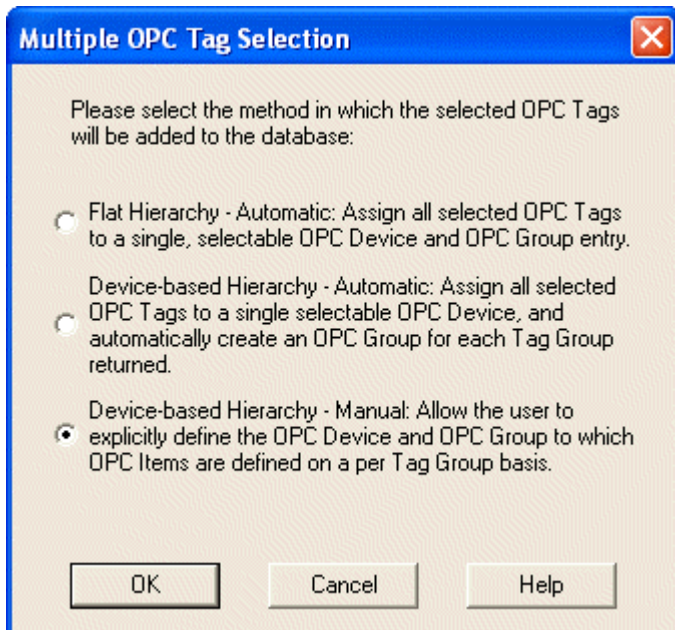 Multiple OPC Tag Selection
Please select the method in which the selected OPC Tags
will be added to the database:
Flat Hierarchy - Automatic: Assign all selected OPC Tags
to a single, selectable OPC Device and OPC Group entry.
Device-based Hierarchy - Automatic: Assign all selected
OPC Tags to a single selectable OPC Device, and
automatically create an OPC Group for each Tag Group
returned.
Device-based Hierarchy - Manual: Allow the user to
explicitly define the OPC Device and OPC Group to which
OPC Items are defined on a per Tag Group basis.
OK
Cancel
Help